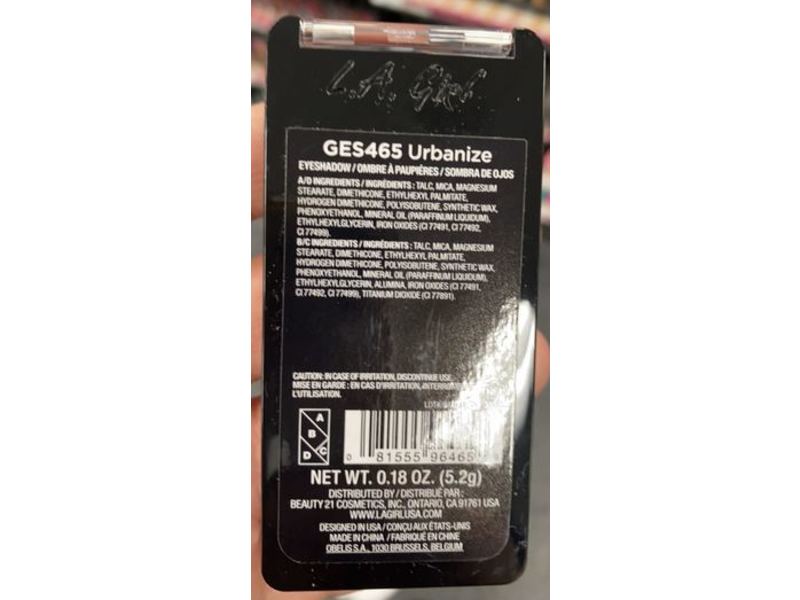 L.A. Girl
GES465 Urbanize
EYESHADOW / OMBRE À PAUPIÉRES / SOMBRA DE OJOS
A/D INGREDIENTS / INGRÉDIENTS : TALC, MICA, MAGNESIUM
STEARATE, DIMETHICONE, ETHYLHEXYL PALMITATE,
HYDROGEN DIMETHICONE, POLYISOBUTENE, SYNTHETIC WAX,
PHENOXYETHANOL, MINERAL OIL (PARAFFINUM LIQUIDUM),
ETHYLHEXYLGLYCERIN, IRON OXIDES (CI 77491, CI 77492,
CI 77499).
B/C INGREDIENTS / INGRÉDIENTS : TALC, MICA, MAGNESIUM
STEARATE, DIMETHICONE, ETHYLHEXYL PALMITATE,
HYDROGEN DIMETHICONE, POLYISOBUTENE, SYNTHETIC WAX,
PHENOXYETHANOL, MINERAL OIL (PARAFFINUM LIQUIDUM),
ETHYLHEXYLGLYCERIN, ALUMINA, IRON OXIDES (CI 77491,
CI 77492, CI 77499), TITANIUM DIOXIDE (CI 77891).
CAUTION: IN CASE OF IRRITATION, DISCONTINUE USE.
MISE EN GARDE : EN CAS D'IRRITATION,
L'UTILISATION.
A
B
D C
0 81555 96465
NET WT. 0.18 OZ. (5.2g)
DISTRIBUTED BY / DISTRIBUÉ PAR :
BEAUTY 21 COSMETICS, INC., ONTARIO, CA 91761 USA
WWW.LAGIRLUSA.COM
DESIGNED IN USA / CONÇU AUX ÉTATS-UNIS
MADE IN CHINA / FABRIQUÉ EN CHINE
OBELIS S.A., 1030 BRUSSELS, BELGIUM